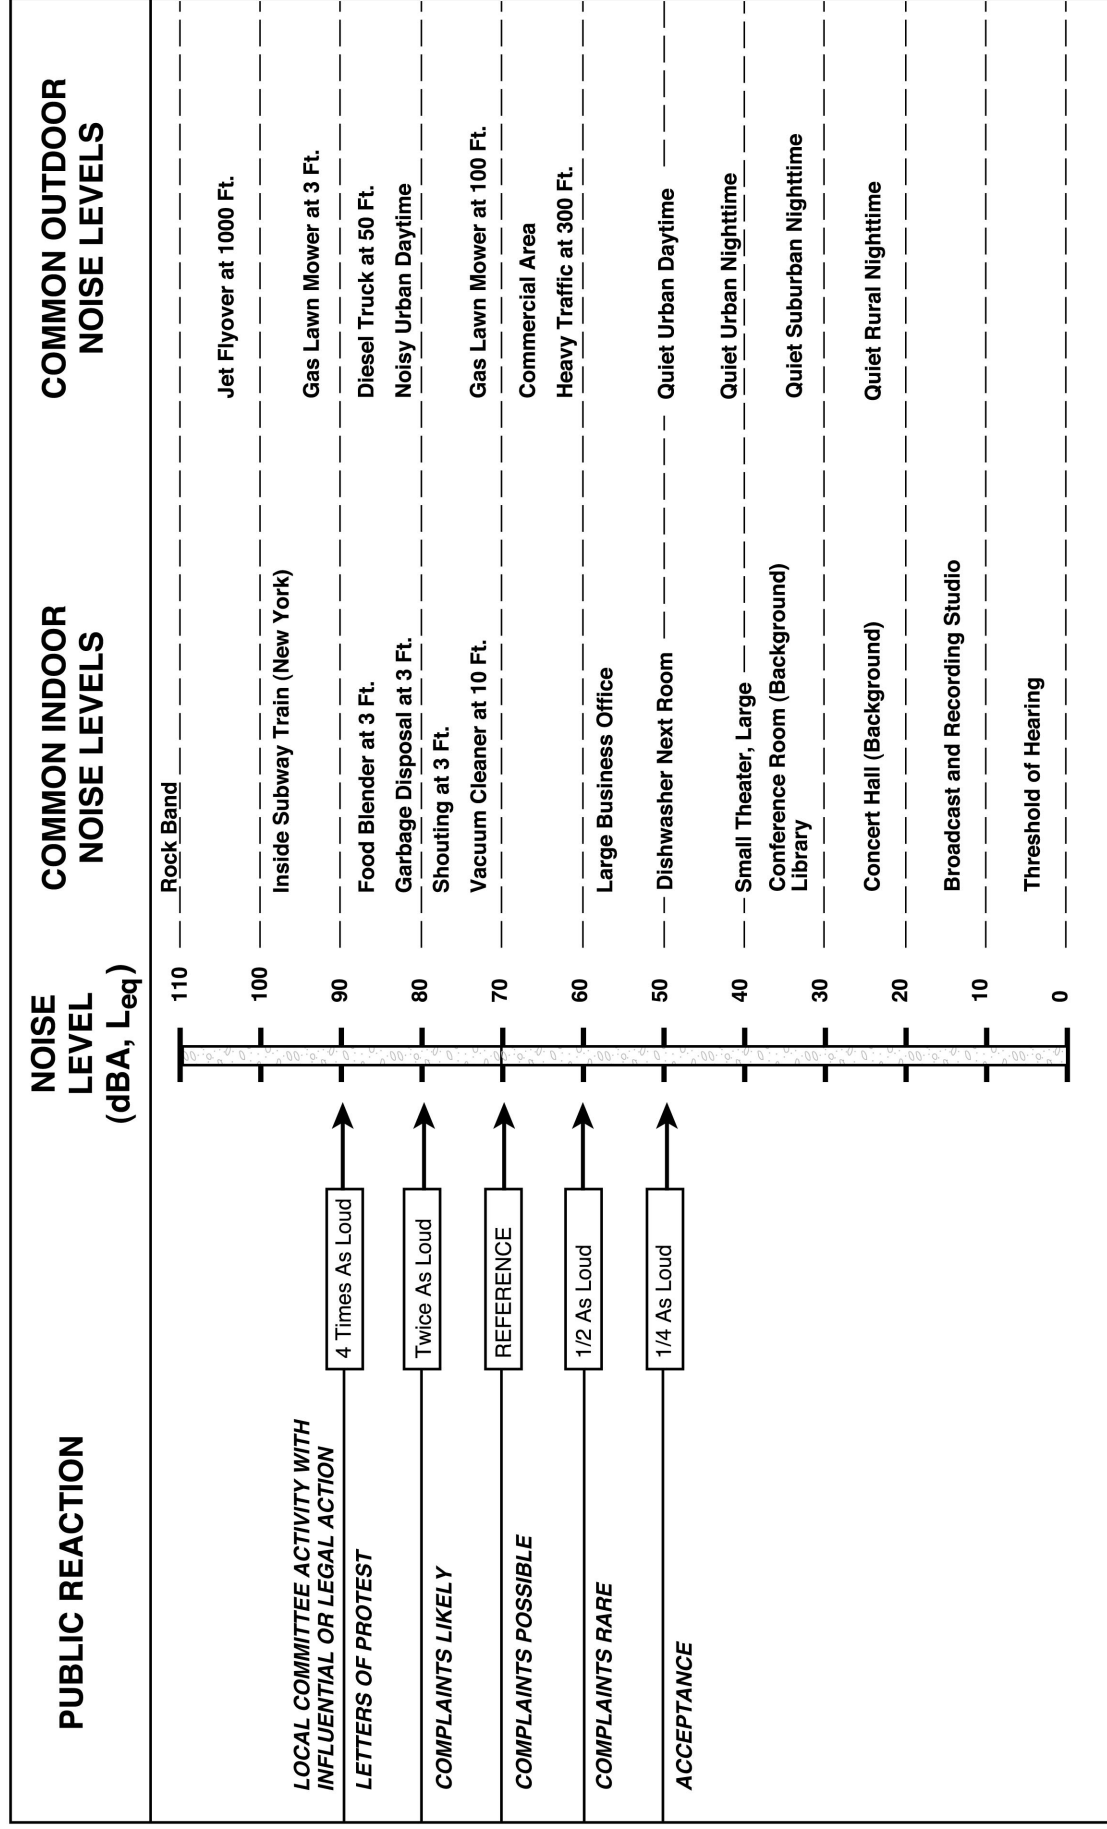 PUBLIC REACTION
NOISE
LEVEL
(dBA, Leq)
COMMON INDOOR
NOISE LEVELS
COMMON OUTDOOR
NOISE LEVELS
LOCAL COMMITTEE ACTIVITY WITH
INFLUENTIAL OR LEGAL ACTION
LETTERS OF PROTEST
COMPLAINTS LIKELY
COMPLAINTS POSSIBLE
COMPLAINTS RARE
ACCEPTANCE
4 Times As Loud
Twice As Loud
REFERENCE
1/2 As Loud
1/4 As Loud
110
100
90
80
70
60
50
40
30
20
10
0
Rock Band
Inside Subway Train (New York)
Food Blender at 3 Ft.
Garbage Disposal at 3 Ft.
Shouting at 3 Ft.
Vacuum Cleaner at 10 Ft.
Large Business Office
Dishwasher Next Room
Small Theater, Large
Conference Room (Background)
Library
Concert Hall (Background)
Broadcast and Recording Studio
Threshold of Hearing
Jet Flyover at 1000 Ft.
Gas Lawn Mower at 3 Ft.
Diesel Truck at 50 Ft.
Noisy Urban Daytime
Gas Lawn Mower at 100 Ft.
Commercial Area
Heavy Traffic at 300 Ft.
Quiet Urban Daytime
Quiet Urban Nighttime
Quiet Suburban Nighttime
Quiet Rural Nighttime